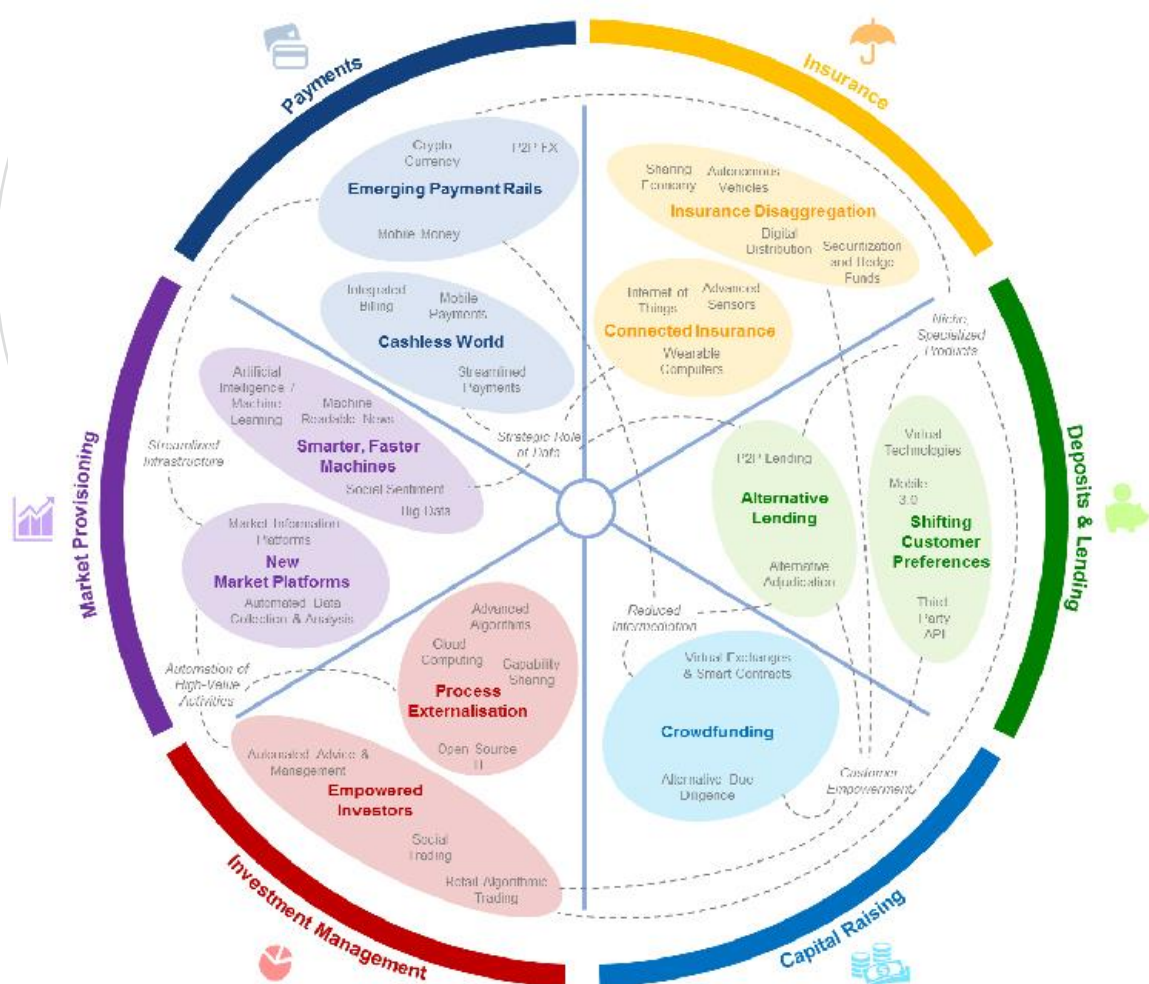 Payments
Insurance
Crypto
Currency
P2P FX
Emerging Payment Rails
Mobile Money
Sharing
Economy
Autonomous
Vehicles
Insurance Disaggregation
Digital
Distribution
Securitization
and Hedge
Funds
Integrated
Billing
Mobile
Payments
Cashless World
Streamlined
Payments
Internet of
Things
Advanced
Sensors
Connected Insurance
Wearable
Computers
Niche,
Specialized
Products
Artificial
Intelligence /
Machine
Learning
Machine
Readable News
Smarter, Faster
Machines
Social Sentiment
Big Data
Streamlined
Infrastructure
Strategic Role
of Data
Market Provisioning
Market Information
Platforms
New
Market Platforms
Automated Data
Collection & Analysis
P2P Lending
Alternative
Lending
Alternative
Adjudication
Virtual
Technologies
Mobile
3.0
Shifting
Customer
Preferences
Third
Party
API
Deposits & Lending
Automation of
High-Value
Activities
Advanced
Algorithms
Cloud
Computing
Capability
Sharing
Process
Externalisation
Open Source
IT
Reduced
Intermediation
Virtual Exchanges
& Smart Contracts
Crowdfunding
Alternative Due
Diligence
Customer
Empowerment
Automated Advice &
Management
Empowered
Investors
Social
Trading
Retail Algorithmic
Trading
Investment Management
Capital Raising